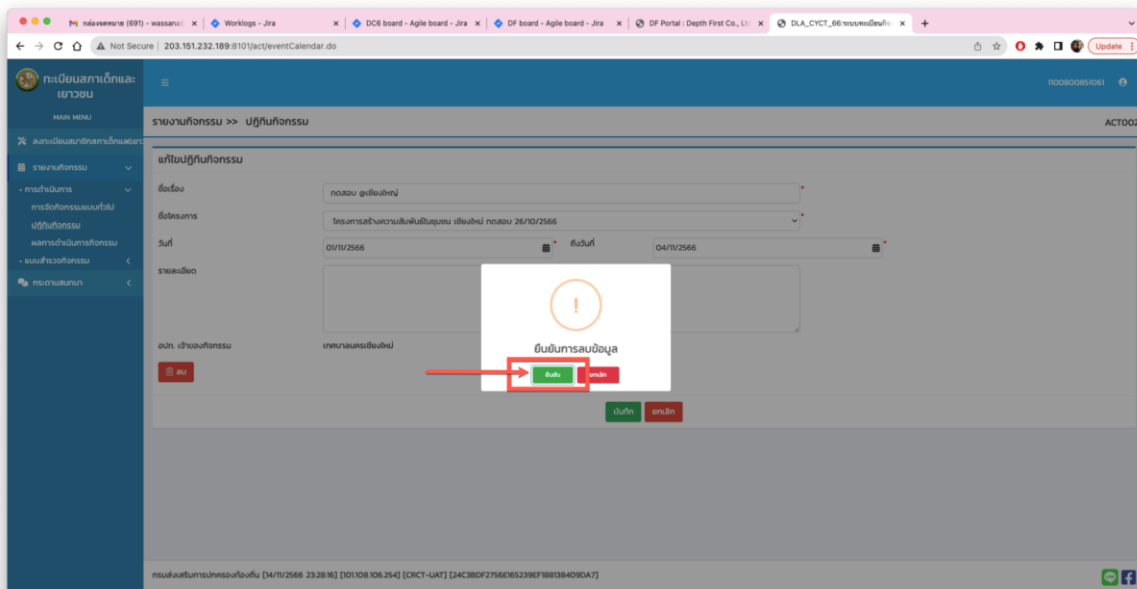 กล่องจดหมาย (691) - wassana
Worklogs - Jira
DC6 board - Agile board - Jira
DF board - Agile board - Jira
DF Portal : Depth First Co., Lt
DLA_CYCT_66:ระบบทะเบียนกิจ
Not Secure | 203.151.232.189:8101/act/eventCalendar.do
Update
ทะเบียนสภาเด็กและ
เยาวชน
1100800851061
MAIN MENU
รายงานกิจกรรม >> ปฏิทินกิจกรรม
ACT002
ลงทะเบียนสมาชิกสภาเด็กและเยาว
รายงานกิจกรรม
แก้ไขปฏิทินกิจกรรม
การดำเนินการ
การจัดกิจกรรมแบบทั่วไป
ปฏิทินกิจกรรม
ผลการดำเนินการกิจกรรม
แบบสำรวจกิจกรรม
กระดานสนทนา
ชื่อเรื่อง
ทดสอบ @เชียงใหญ่
*
ชื่อโครงการ
โครงการสร้างความสัมพันธ์ในชุมชน เชียงใหม่ ทดสอบ 26/10/2566
*
วันที่
01/11/2566
*
ถึงวันที่
04/11/2566
*
รายละเอียด
!
ยืนยันการลบข้อมูล
ยืนยัน
ยกเลิก
อปท. เจ้าของกิจกรรม
เทศบาลนครเชียงใหม่
ลบ
บันทึก
ยกเลิก
กรมส่งเสริมการปกครองท้องถิ่น [14/11/2566 23:28:16] [101.108.106.254] [CRCT-UAT] [24C3BDF2756E165239EF188138409DA7]